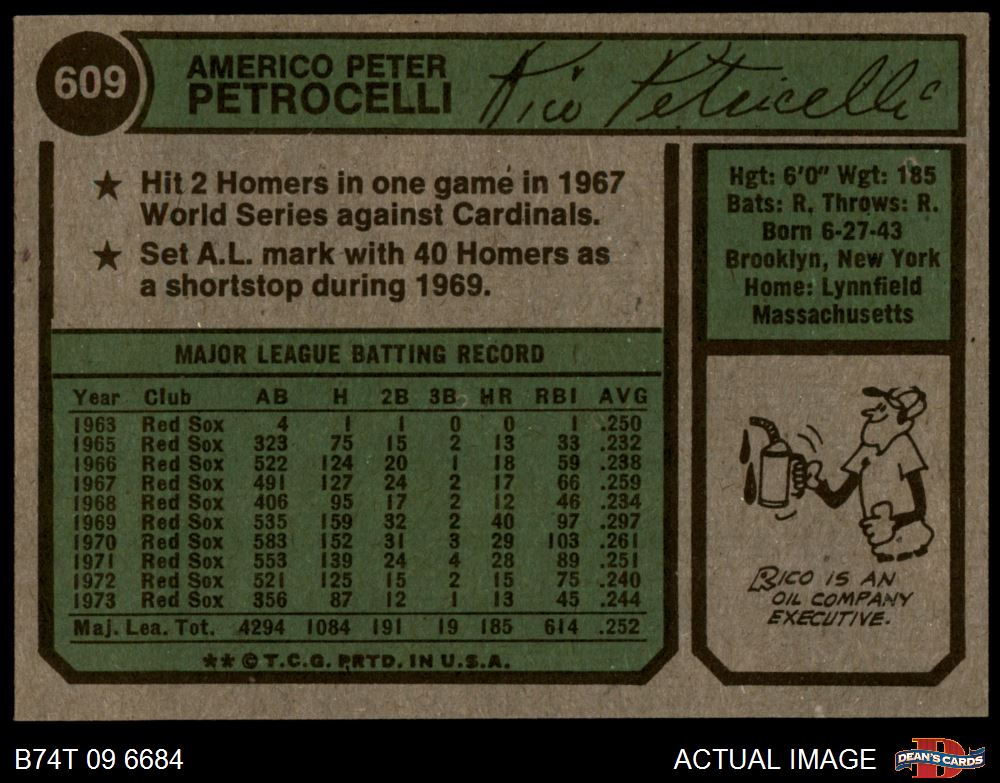 609
AMERICO PETER
PETROCELLI
Rico Petrocelli
★ Hit 2 Homers in one game in 1967
World Series against Cardinals.
★ Set A.L. mark with 40 Homers as
a shortstop during 1969.
Hgt: 6'0" Wgt: 185
Bats: R. Throws: R.
Born 6-27-43
Brooklyn, New York
Home: Lynnfield
Massachusetts
MAJOR LEAGUE BATTING RECORD
Year Club AB H 2B 3B HR RBI AVG
1963 Red Sox 4 1 1 0 0 1 .250
1965 Red Sox 323 75 15 2 13 33 .232
1966 Red Sox 522 124 20 1 18 59 .238
1967 Red Sox 491 127 24 2 17 66 .259
1968 Red Sox 406 95 17 2 12 46 .234
1969 Red Sox 535 159 32 2 40 97 .297
1970 Red Sox 583 152 31 3 29 103 .261
1971 Red Sox 553 139 24 4 28 89 .251
1972 Red Sox 521 125 15 2 15 75 .240
1973 Red Sox 356 87 12 1 13 45 .244
Maj. Lea. Tot. 4294 1084 191 19 185 614 .252
** © T.C.G. PRTD. IN U.S.A.
RICO IS AN
OIL COMPANY
EXECUTIVE.
B74T 09 6684
ACTUAL IMAGE
D
DEAN'S CARDS